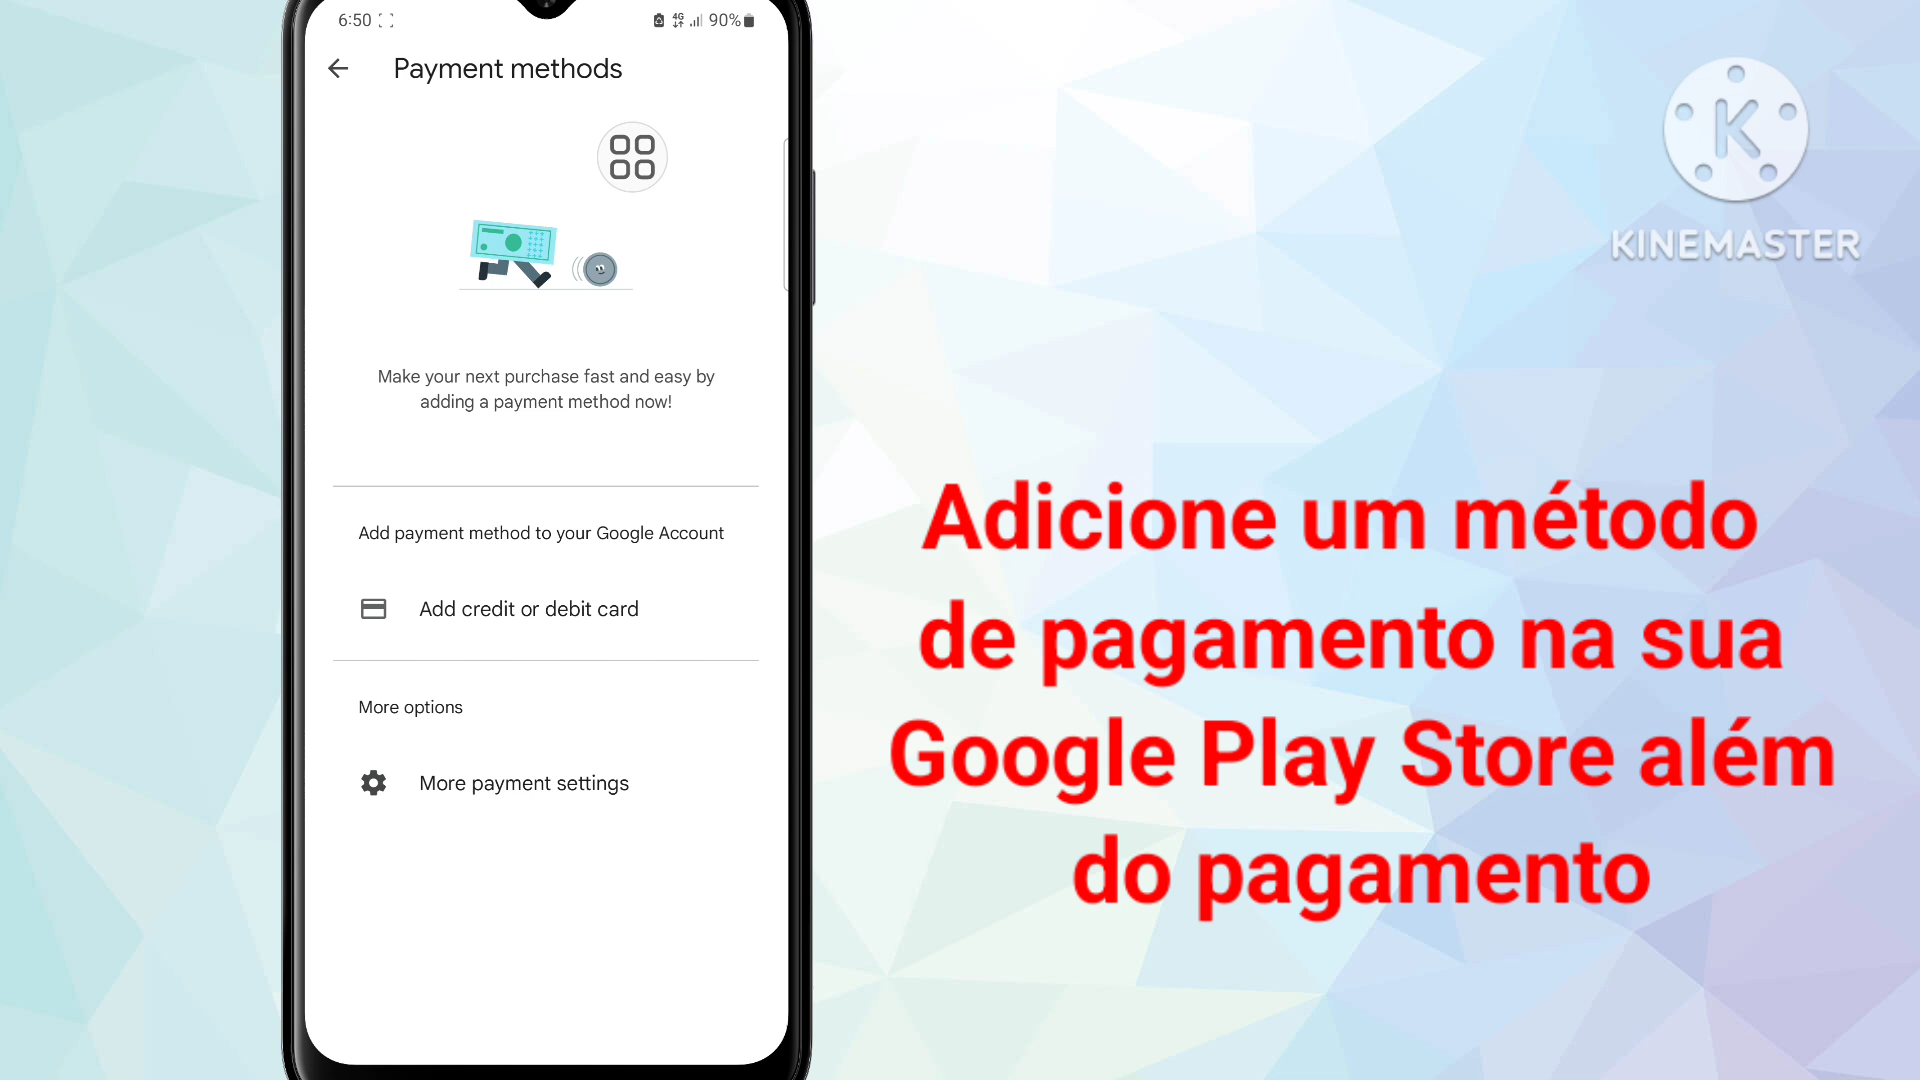 6:50
4G
90%
Payment methods
Make your next purchase fast and easy by
adding a payment method now!
Add payment method to your Google Account
Add credit or debit card
More options
More payment settings
K
KINEMASTER
Adicione um método
de pagamento na sua
Google Play Store além
do pagamento